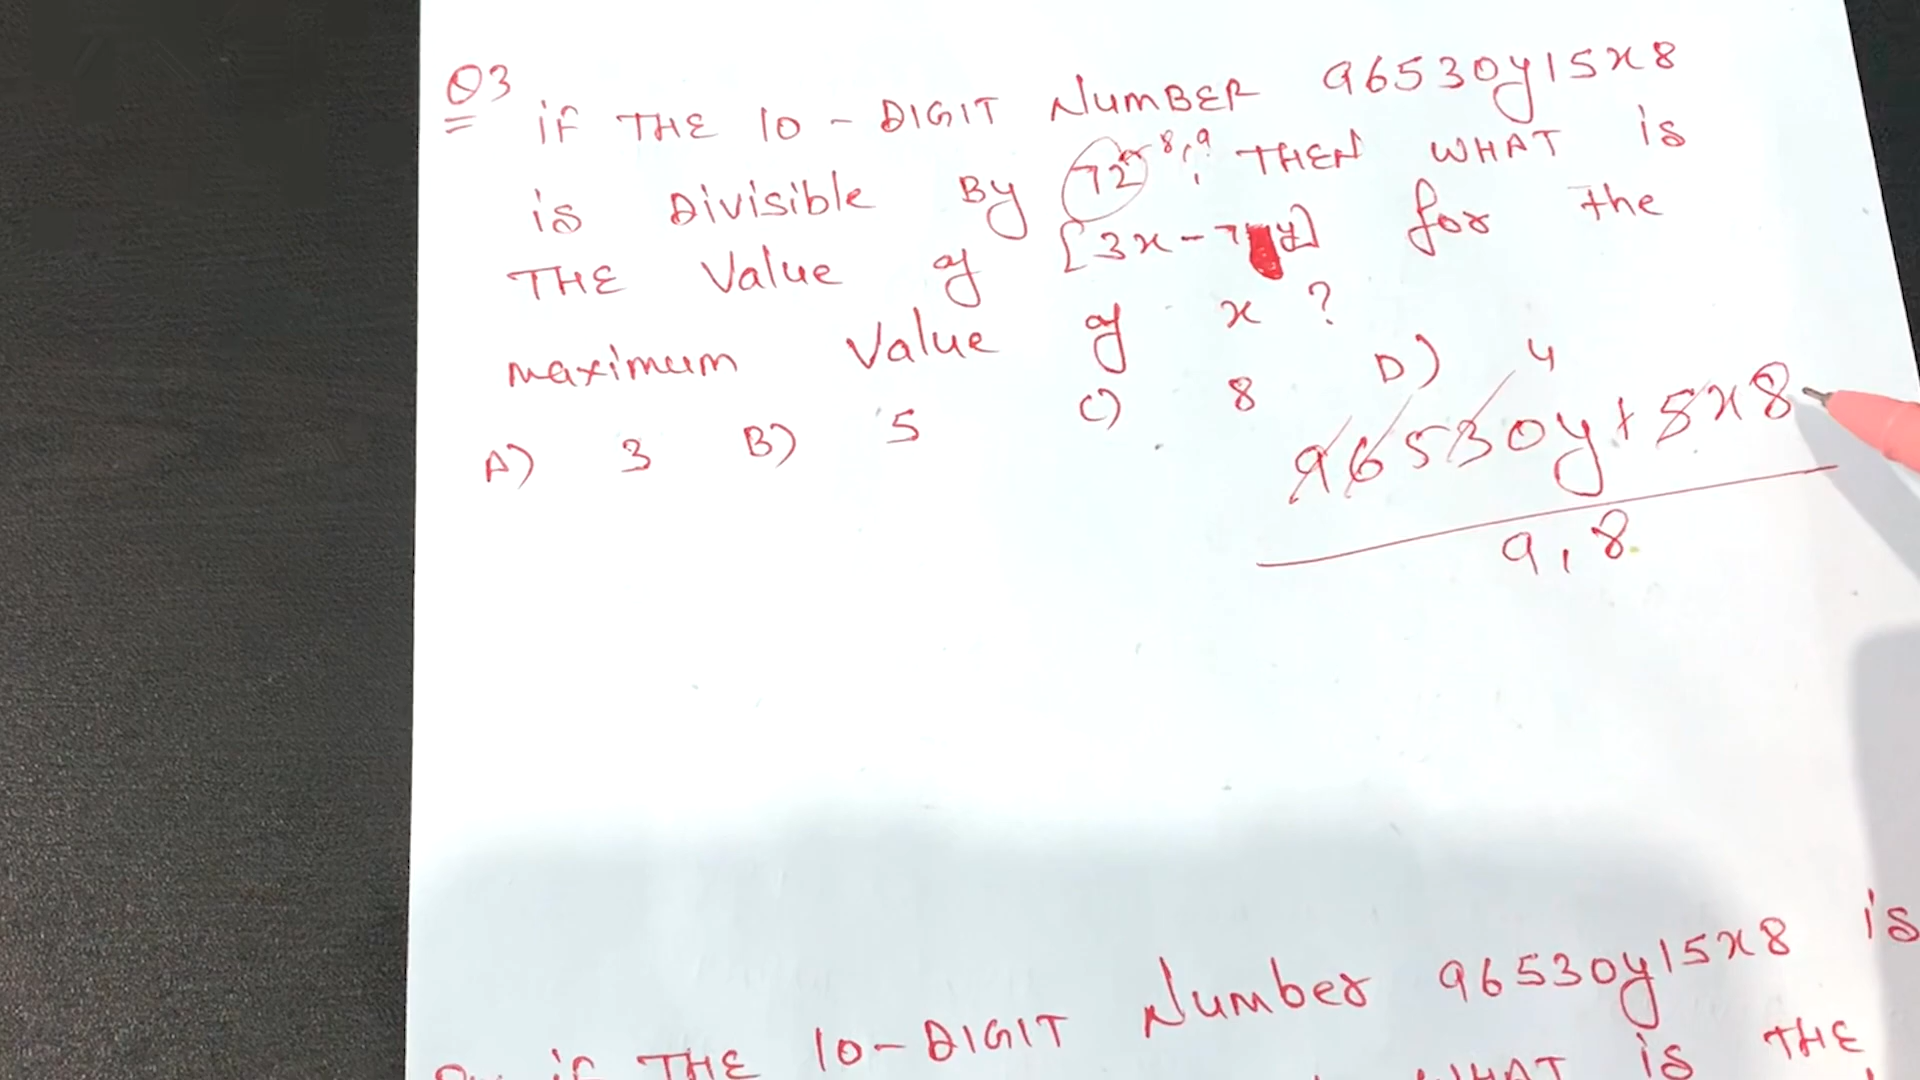 Q3 iF THE 10 - DIGIT NumBER 96530y15x8
is Divisible By 72 8,9, THEN WHAT is
THE Value of [3x-7y] for the
maximum Value of x ?
A) 3 B) 5 C) 8 D) 4
96530y+5x8
9,8
iF THE 10-DIGIT Number 96530y15x8 is
WHAT is THE